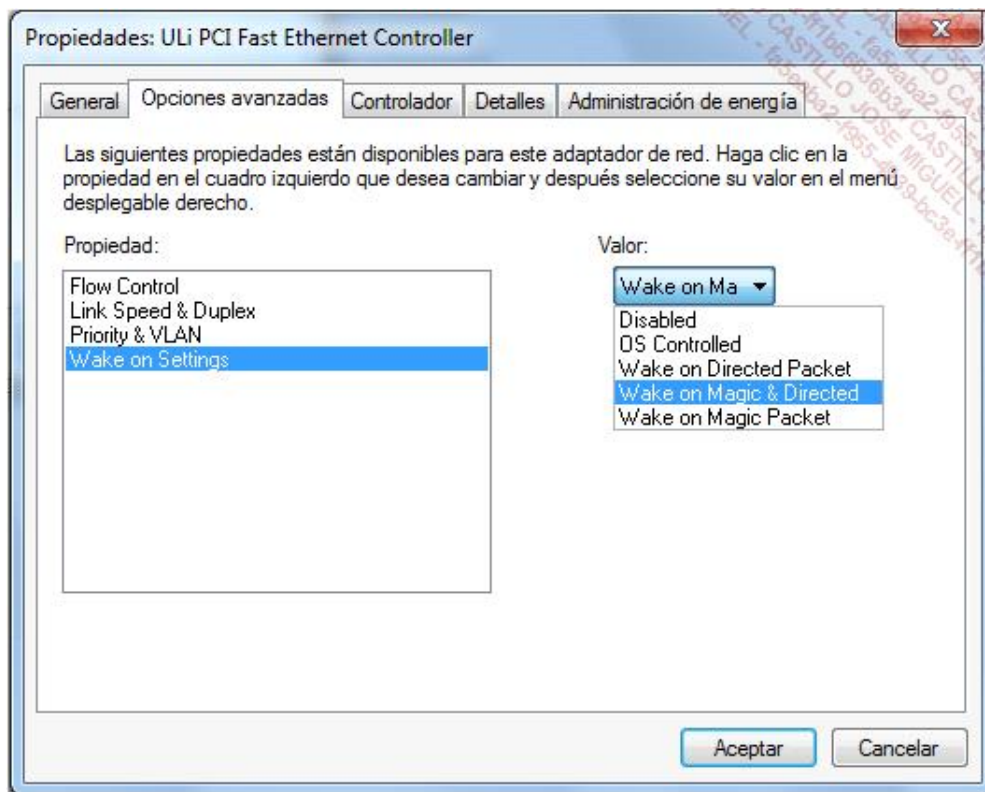 Propiedades: ULi PCI Fast Ethernet Controller
General
Opciones avanzadas
Controlador
Detalles
Administración de energía
Las siguientes propiedades están disponibles para este adaptador de red. Haga clic en la
propiedad en el cuadro izquierdo que desea cambiar y después seleccione su valor en el menú
desplegable derecho.
Propiedad:
Flow Control
Link Speed & Duplex
Priority & VLAN
Wake on Settings
Valor:
Wake on Ma
Disabled
OS Controlled
Wake on Directed Packet
Wake on Magic & Directed
Wake on Magic Packet
Aceptar
Cancelar